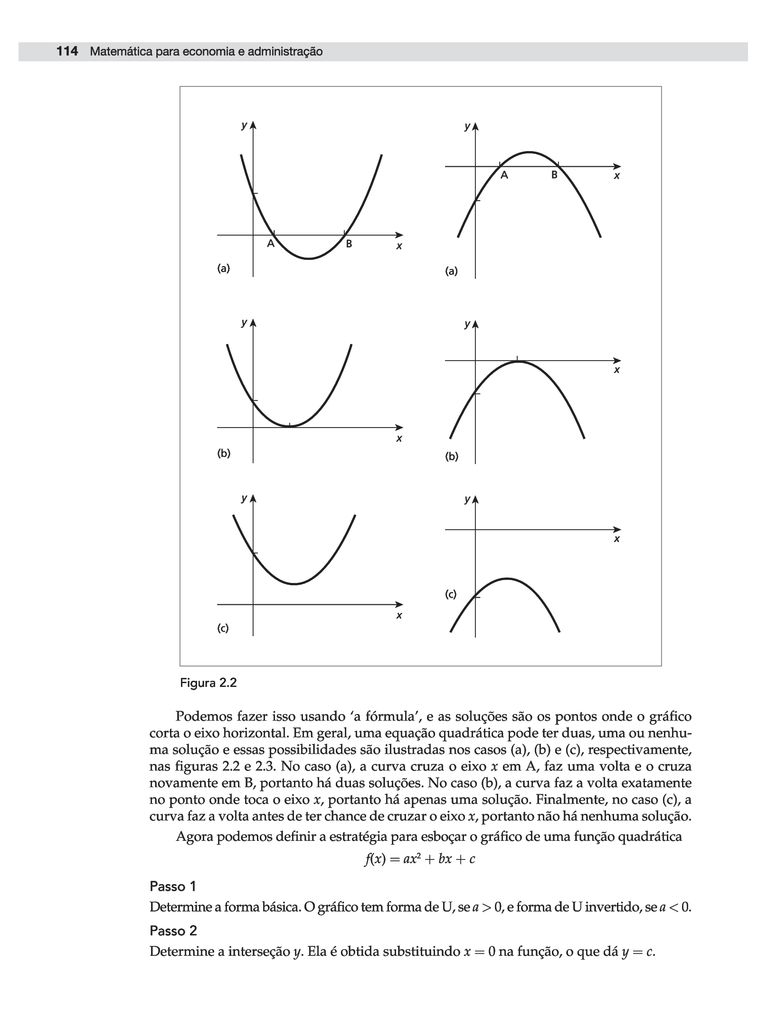 114 Matemática para economia e administração
y
A
B
x
(a)
y
A
B
x
(a)
y
x
(b)
y
x
(b)
y
x
(c)
y
x
(c)
Figura 2.2
Podemos fazer isso usando ‘a fórmula’, e as soluções são os pontos onde o gráfico
corta o eixo horizontal. Em geral, uma equação quadrática pode ter duas, uma ou nenhu-
ma solução e essas possibilidades são ilustradas nos casos (a), (b) e (c), respectivamente,
nas figuras 2.2 e 2.3. No caso (a), a curva cruza o eixo x em A, faz uma volta e o cruza
novamente em B, portanto há duas soluções. No caso (b), a curva faz a volta exatamente
no ponto onde toca o eixo x, portanto há apenas uma solução. Finalmente, no caso (c), a
curva faz a volta antes de ter chance de cruzar o eixo x, portanto não há nenhuma solução.
Agora podemos definir a estratégia para esboçar o gráfico de uma função quadrática
f(x) = ax² + bx + c
Passo 1
Determine a forma básica. O gráfico tem forma de U, se a > 0, e forma de U invertido, se a < 0.
Passo 2
Determine a interseção y. Ela é obtida substituindo x = 0 na função, o que dá y = c.